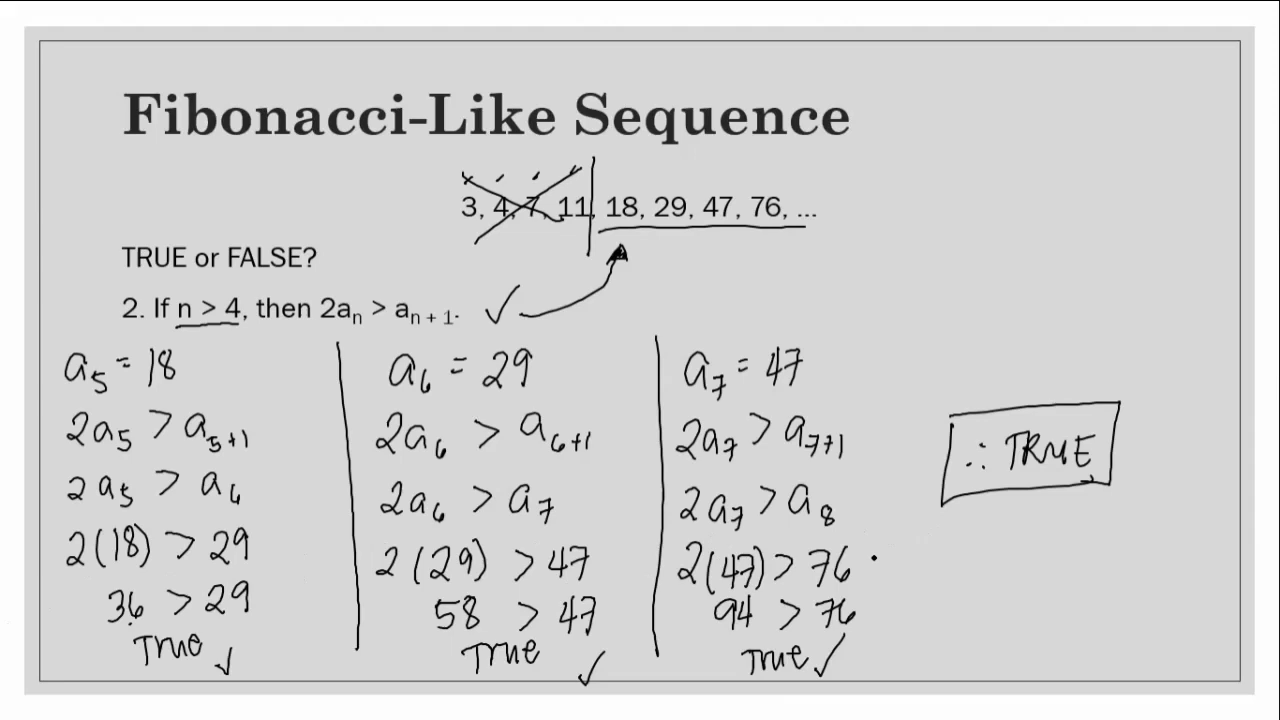 Fibonacci-Like Sequence
3, 4, 7, 11, 18, 29, 47, 76, ...
TRUE or FALSE?
2. If n > 4, then 2aₙ > aₙ ₊ ₁. ✓
a₅ = 18
2a₅ > a₅₊₁
2a₅ > a₆
2(18) > 29
36 > 29
True ✓
a₆ = 29
2a₆ > a₆₊₁
2a₆ > a₇
2(29) > 47
58 > 47
True ✓
a₇ = 47
2a₇ > a₇₊₁
2a₇ > a₈
2(47) > 76
94 > 76
True ✓
∴ TRUE